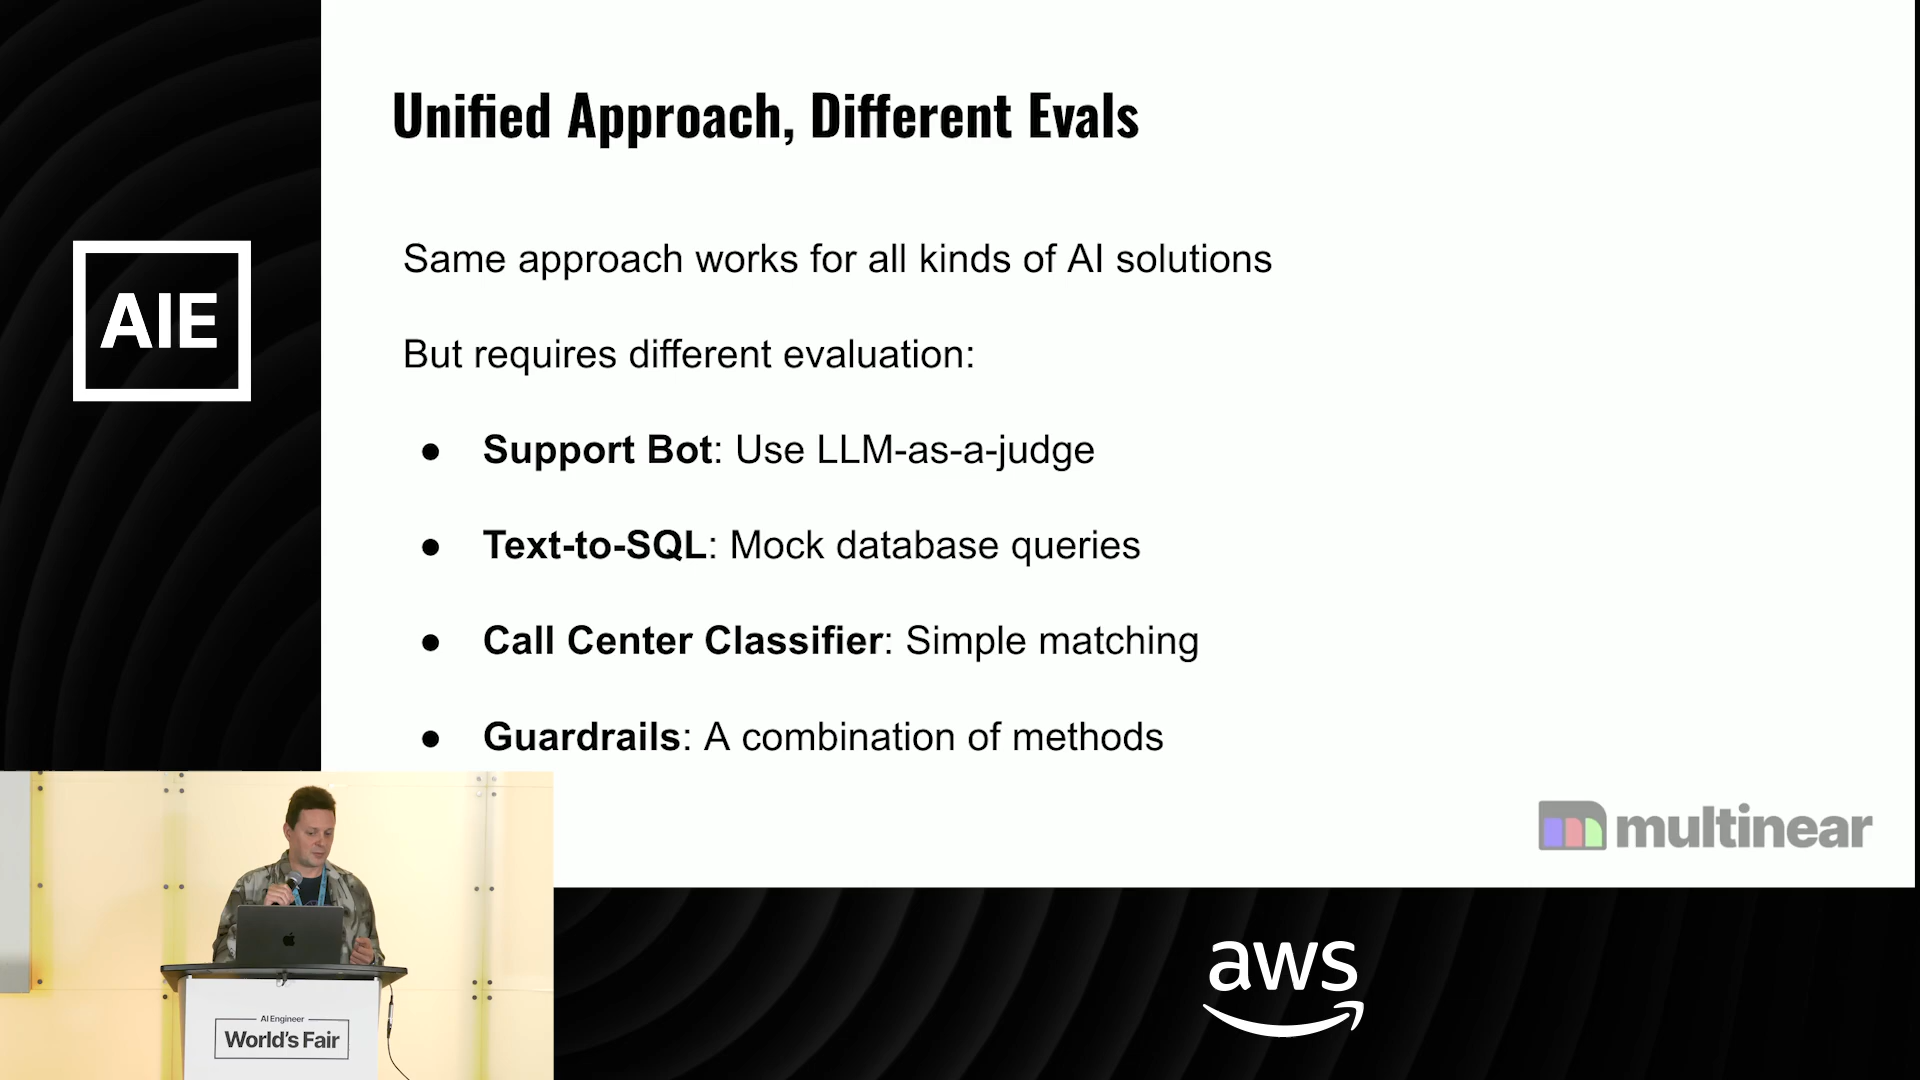 Unified Approach, Different Evals
AIE
Same approach works for all kinds of AI solutions
But requires different evaluation:
● Support Bot: Use LLM-as-a-judge
● Text-to-SQL: Mock database queries
● Call Center Classifier: Simple matching
● Guardrails: A combination of methods
multinear
aws
AI Engineer
World's Fair